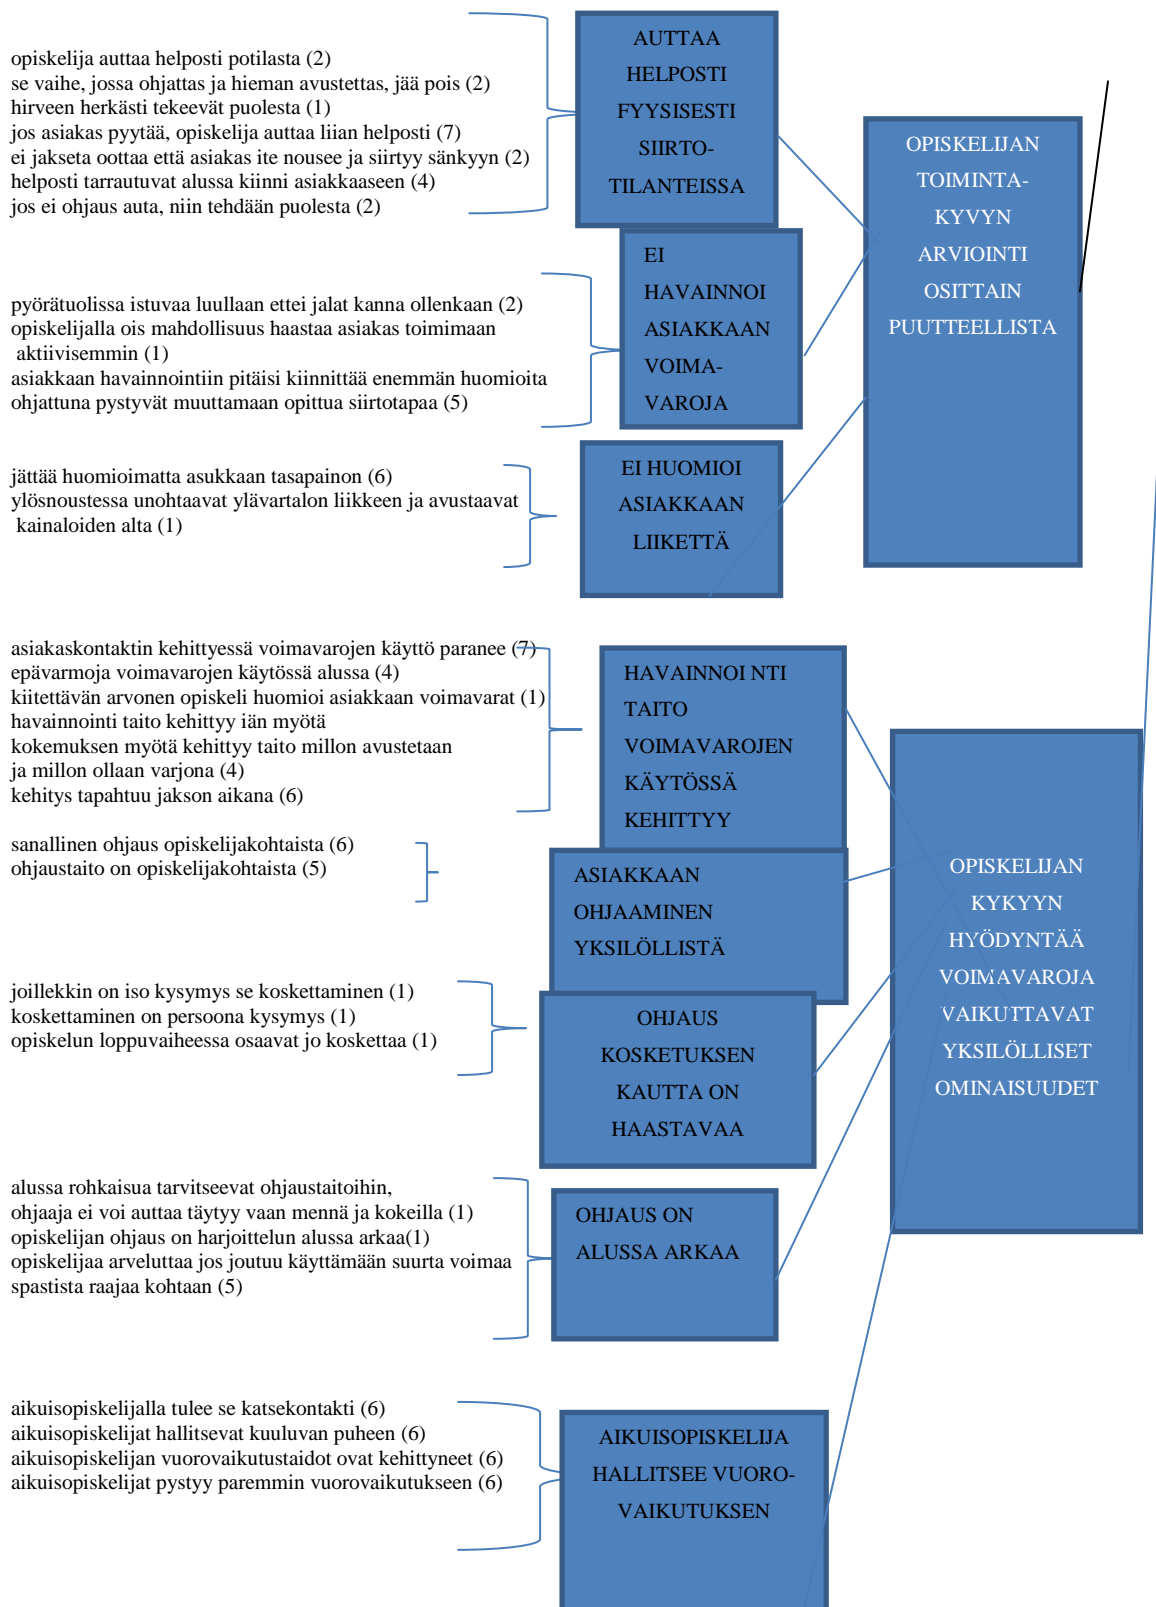 opiskelija auttaa helposti potilasta (2)
se vaihe, jossa ohjattas ja hieman avustettas, jää pois (2)
hirveen herkästi tekeevät puolesta (1)
jos asiakas pyytää, opiskelija auttaa liian helposti (7)
ei jakseta oottaa että asiakas ite nousee ja siirtyy sänkyyn (2)
helposti tarrautuvat alussa kiinni asiakkaaseen (4)
jos ei ohjaus auta, niin tehdään puolesta (2)
AUTTAA
HELPOSTI
FYYSISESTI
SIIRTO-
TILANTEISSA
OPISKELIJAN
TOIMINTA-
KYVYN
ARVIOINTI
OSITTAIN
PUUTTEELLISTA
pyörätuolissa istuvaa luullaan ettei jalat kanna ollenkaan (2)
opiskelijalla ois mahdollisuus haastaa asiakas toimimaan
aktiivisemmin (1)
asiakkaan havainnointiin pitäisi kiinnittää enemmän huomioita
ohjattuna pystyvät muuttamaan opittua siirtotapaa (5)
EI
HAVAINNOI
ASIAKKAAN
VOIMA-
VAROJA
jättää huomioimatta asukkaan tasapainon (6)
ylösnoustessa unohtaavat ylävartalon liikkeen ja avustaavat
kainaloiden alta (1)
EI HUOMIOI
ASIAKKAAN
LIIKETTÄ
asiakaskontaktin kehittyessä voimavarojen käyttö paranee (7)
epävarmoja voimavarojen käytössä alussa (4)
kiitettävän arvonen opiskeli huomioi asiakkaan voimavarat (1)
havainnointi taito kehittyy iän myötä
kokemuksen myötä kehittyy taito millon avustetaan
ja millon ollaan varjona (4)
kehitys tapahtuu jakson aikana (6)
HAVAINNOI NTI
TAITO
VOIMAVAROJEN
KÄYTÖSSÄ
KEHITTYY
sanallinen ohjaus opiskelijakohtaista (6)
ohjaustaito on opiskelijakohtaista (5)
ASIAKKAAN
OHJAAMINEN
YKSILÖLLISTÄ
OPISKELIJAN
KYKYYN
HYÖDYNTÄÄ
VOIMAVAROJA
VAIKUTTAVAT
YKSILÖLLISET
OMINAISUUDET
joillekkin on iso kysymys se koskettaminen (1)
koskettaminen on persoona kysymys (1)
opiskelun loppuvaiheessa osaavat jo koskettaa (1)
OHJAUS
KOSKETUKSEN
KAUTTA ON
HAASTAVAA
alussa rohkaisua tarvitseevat ohjaustaitoihin,
ohjaaja ei voi auttaa täytyy vaan mennä ja kokeilla (1)
opiskelijan ohjaus on harjoittelun alussa arkaa(1)
opiskelijaa arveluttaa jos joutuu käyttämään suurta voimaa
spastista raajaa kohtaan (5)
OHJAUS ON
ALUSSA ARKAA
aikuisopiskelijalla tulee se katsekontakti (6)
aikuisopiskelijat hallitsevat kuuluvan puheen (6)
aikuisopiskelijan vuorovaikutustaidot ovat kehittyneet (6)
aikuisopiskelijat pystyy paremmin vuorovaikutukseen (6)
AIKUISOPISKELIJA
HALLITSEE VUORO-
VAIKUTUKSEN